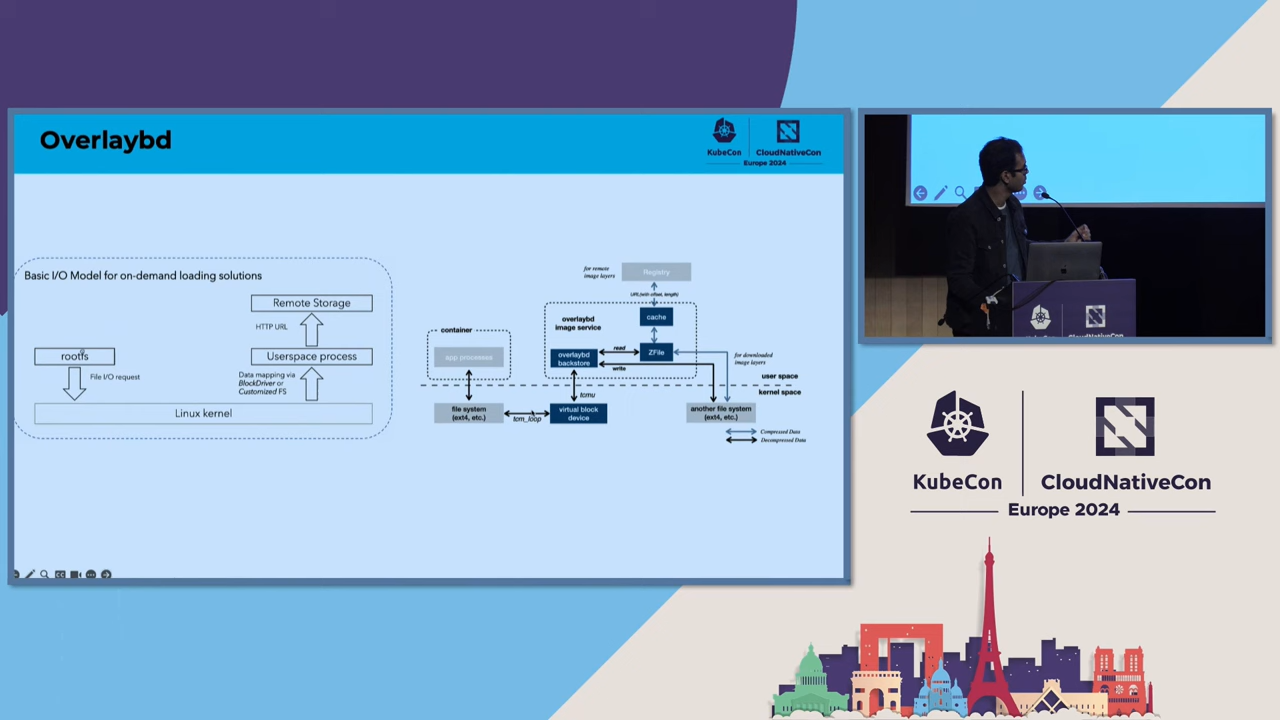 Overlaybd
KubeCon
CloudNativeCon
Europe 2024
Basic I/O Model for on-demand loading solutions
Remote Storage
HTTP URL
rootfs
Userspace process
File I/O request
Data mapping via
BlockDriver or
Customized FS
Linux kernel
for remote
image layers
Registry
URL(with offset, length)
overlaybd
image service
cache
container
app processed
overlaybd
backstore
read
write
ZFile
for downloaded
image layers
user space
kernel space
tcmu
file system
(ext4, etc.)
tcm_loop
virtual block
device
another file system
(ext4, etc.)
Compressed Data
Decompressed Data
KubeCon
CloudNativeCon
Europe 2024